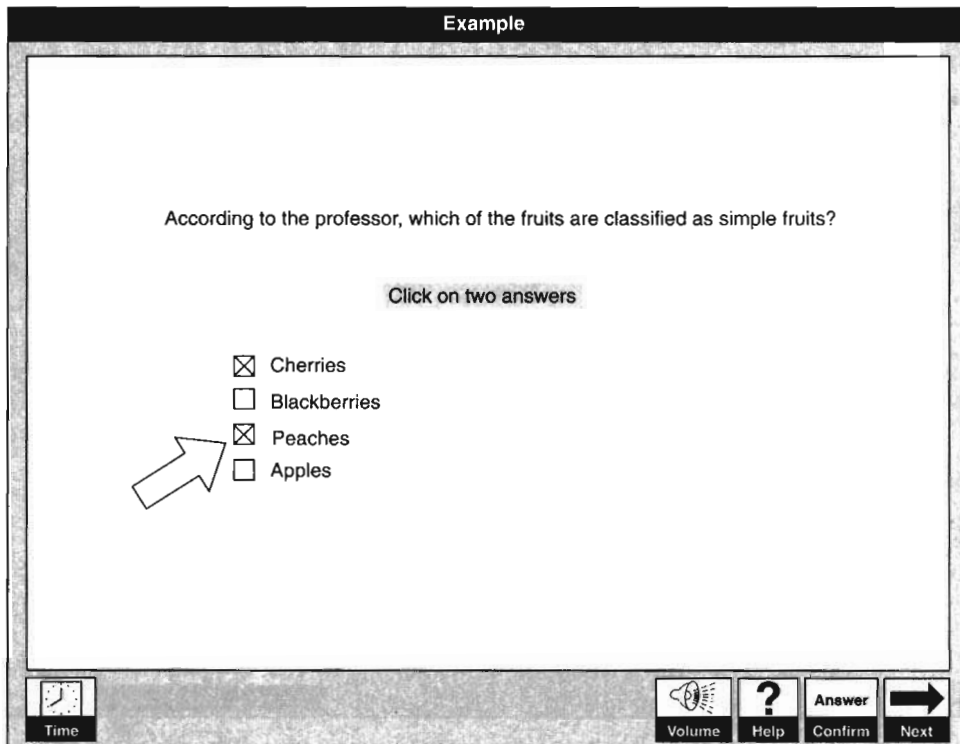 Example
According to the professor, which of the fruits are classified as simple fruits?
Click on two answers
Cherries
Blackberries
Peaches
Apples
Time
Volume
?
Help
Answer
Confirm
Next